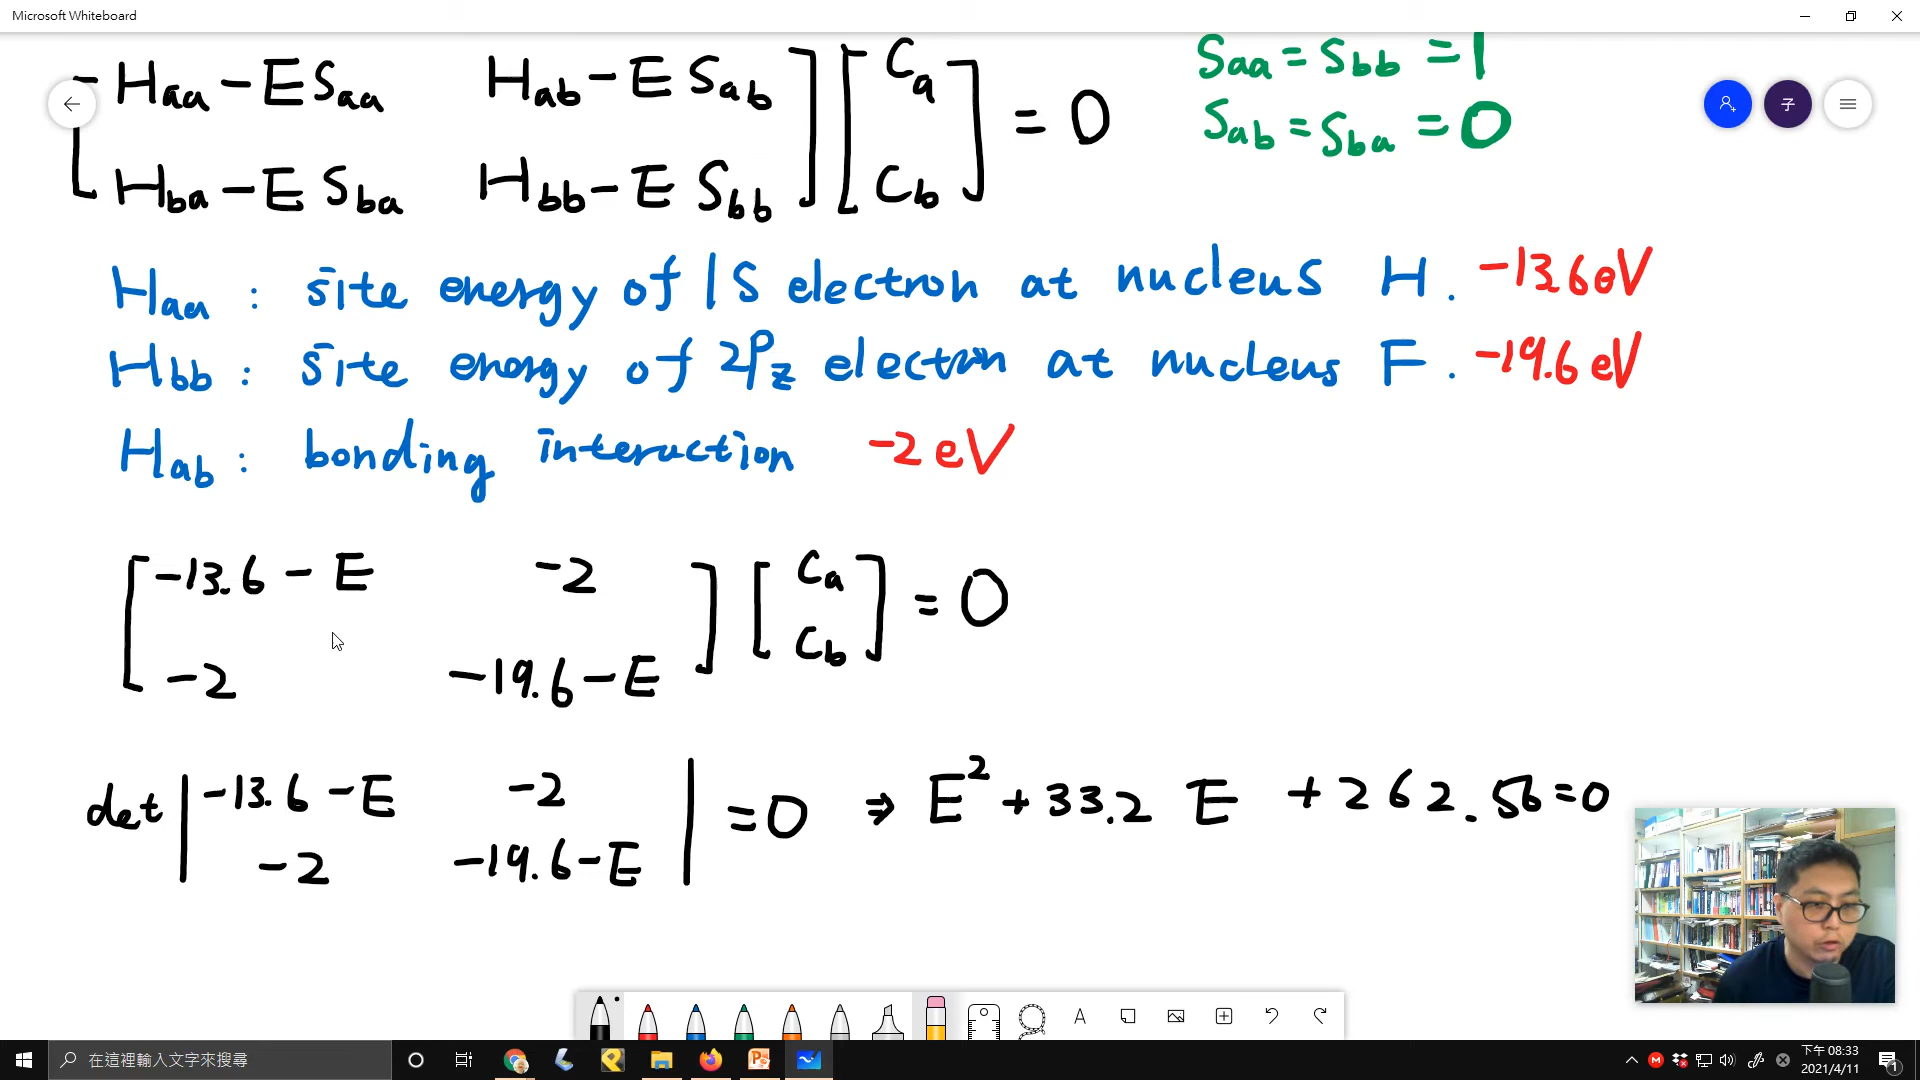 Microsoft Whiteboard
Saa = Sbb = 1
Haa - E Saa Hab - E Sab Ca = 0
Sab = Sba = 0
Hba - E Sba Hbb - E Sbb Cb
子
Haa : site energy of 1S electron at nucleus H. -13.6 eV
Hbb : site energy of 2Pz electron at nucleus F. -19.6 eV
Hab : bonding interaction -2 eV
-13.6 - E -2 Ca = 0
-2 -19.6 - E Cb
det | -13.6 - E -2 | = 0 ⇒ E² + 33.2 E + 262.56 = 0
-2 -19.6 - E
A
在這裡輸入文字來搜尋
下午 08:33
2021/4/11
1